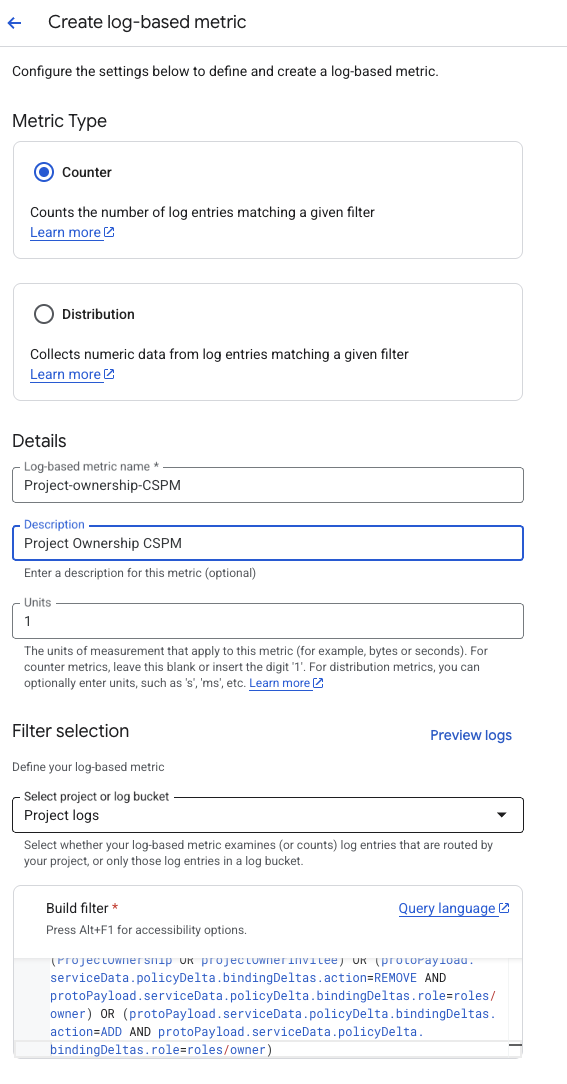 Create log-based metric
Configure the settings below to define and create a log-based metric.
Metric Type
Counter
Counts the number of log entries matching a given filter
Learn more
Distribution
Collects numeric data from log entries matching a given filter
Learn more
Details
Log-based metric name *
Project-ownership-CSPM
Description
Project Ownership CSPM
Enter a description for this metric (optional)
Units
1
The units of measurement that apply to this metric (for example, bytes or seconds). For
counter metrics, leave this blank or insert the digit '1'. For distribution metrics, you can
optionally enter units, such as 's', 'ms', etc. Learn more
Filter selection
Preview logs
Define your log-based metric
Select project or log bucket
Project logs
Select whether your log-based metric examines (or counts) log entries that are routed by
your project, or only those log entries in a log bucket.
Build filter *
Query language
Press Alt+F1 for accessibility options.
(ProjectOwnership OR projectOwnerInvitee) OR (protoPayload.
serviceData.policyDelta.bindingDeltas.action=REMOVE AND
protoPayload.serviceData.policyDelta.bindingDeltas.role=roles/
owner) OR (protoPayload.serviceData.policyDelta.bindingDeltas.
action=ADD AND protoPayload.serviceData.policyDelta.
bindingDeltas.role=roles/owner)